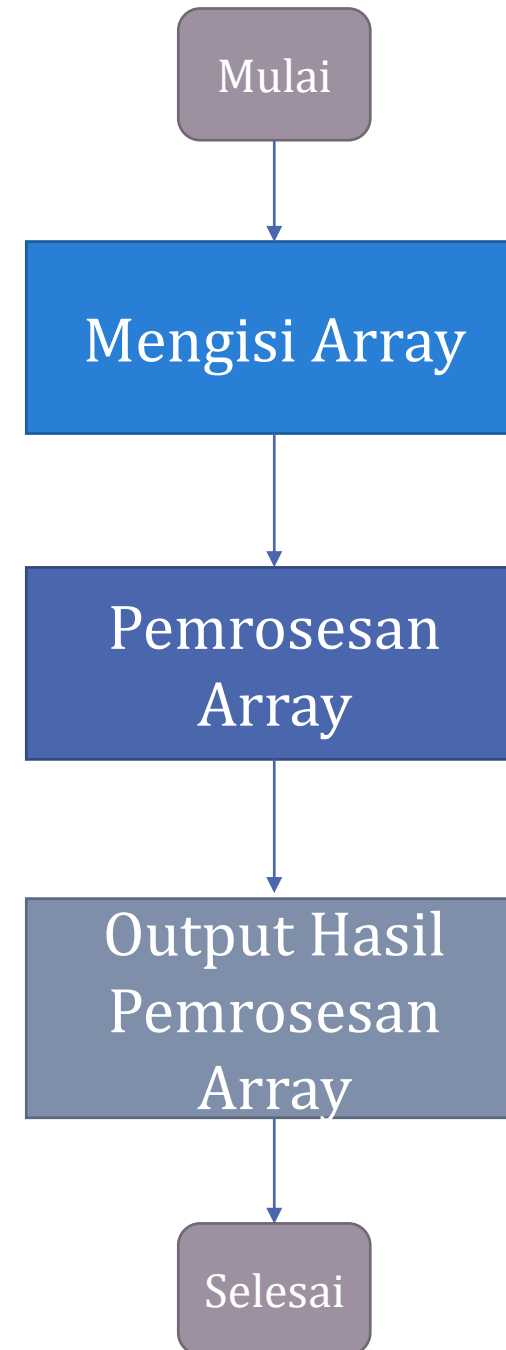 Mulai
Mengisi Array
Pemrosesan
Array
Output Hasil
Pemrosesan
Array
Selesai